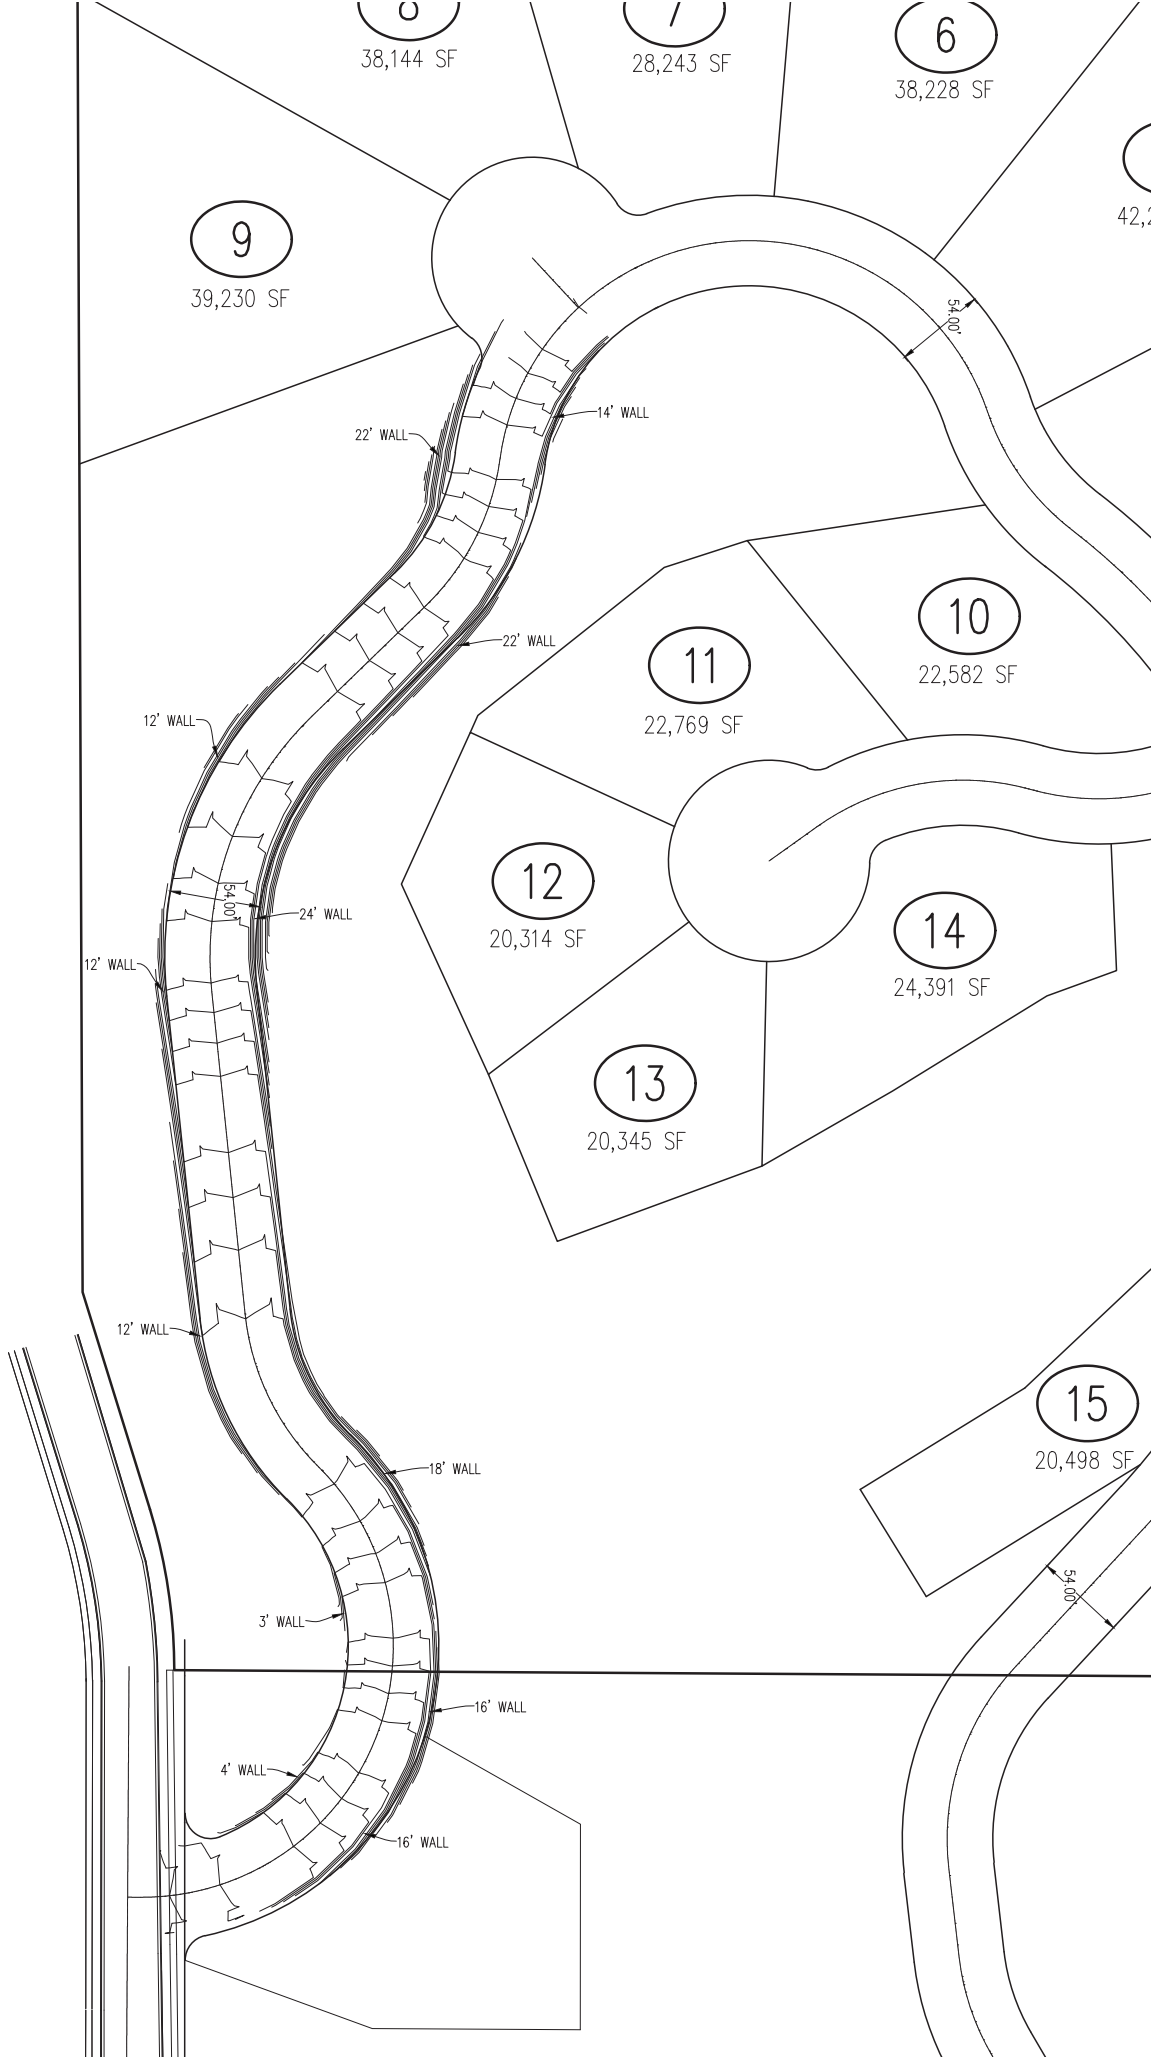 8
38,144 SF
7
28,243 SF
6
38,228 SF
42,2
9
39,230 SF
54.00'
14' WALL
22' WALL
10
22,582 SF
11
22,769 SF
22' WALL
12' WALL
12
20,314 SF
54.00'
24' WALL
14
24,391 SF
12' WALL
13
20,345 SF
12' WALL
15
20,498 SF
18' WALL
54.00'
3' WALL
16' WALL
4' WALL
16' WALL